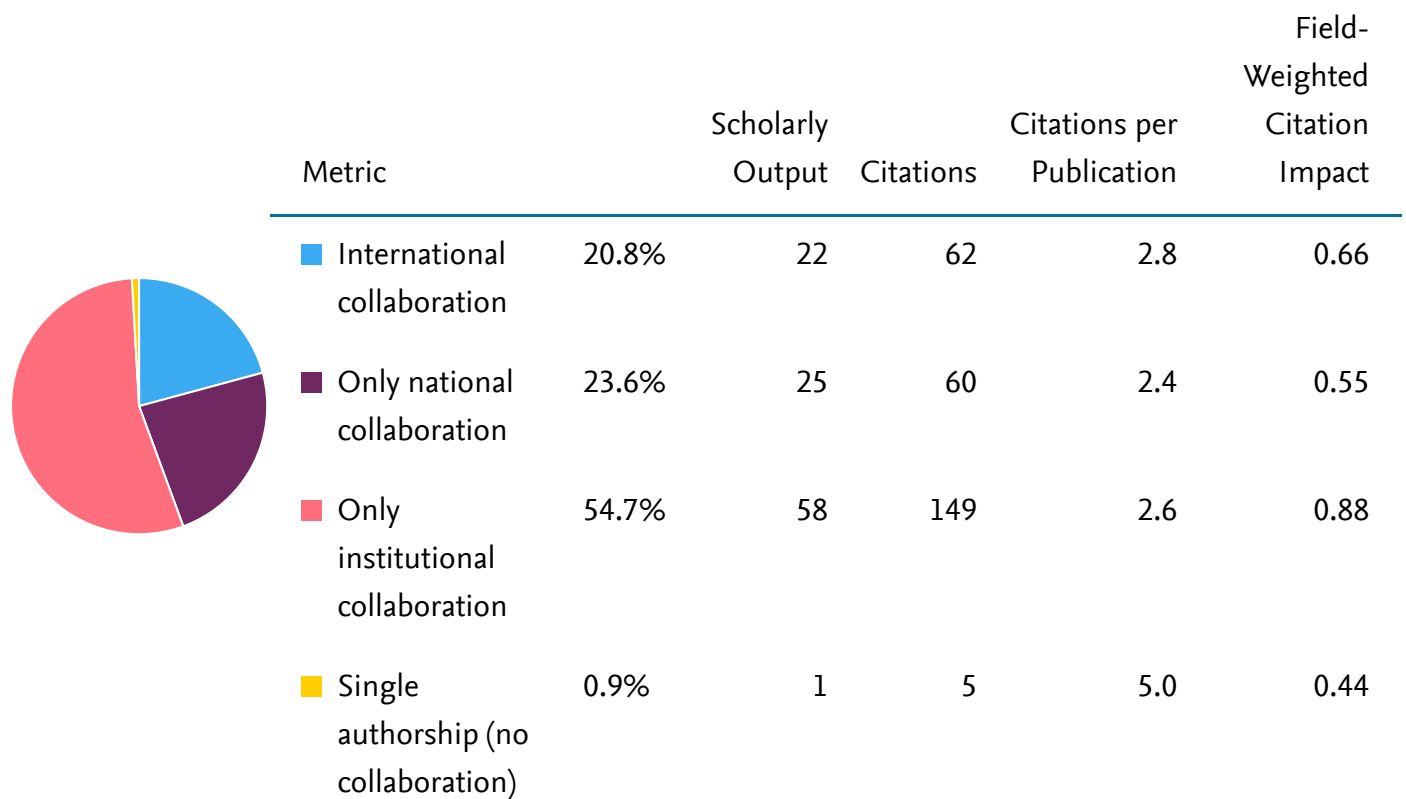 Field-
Weighted
Scholarly Citations per Citation
Metric Output Citations Publication Impact
International 20.8% 22 62 2.8 0.66
collaboration
Only national 23.6% 25 60 2.4 0.55
collaboration
Only 54.7% 58 149 2.6 0.88
institutional
collaboration
Single 0.9% 1 5 5.0 0.44
authorship (no
collaboration)